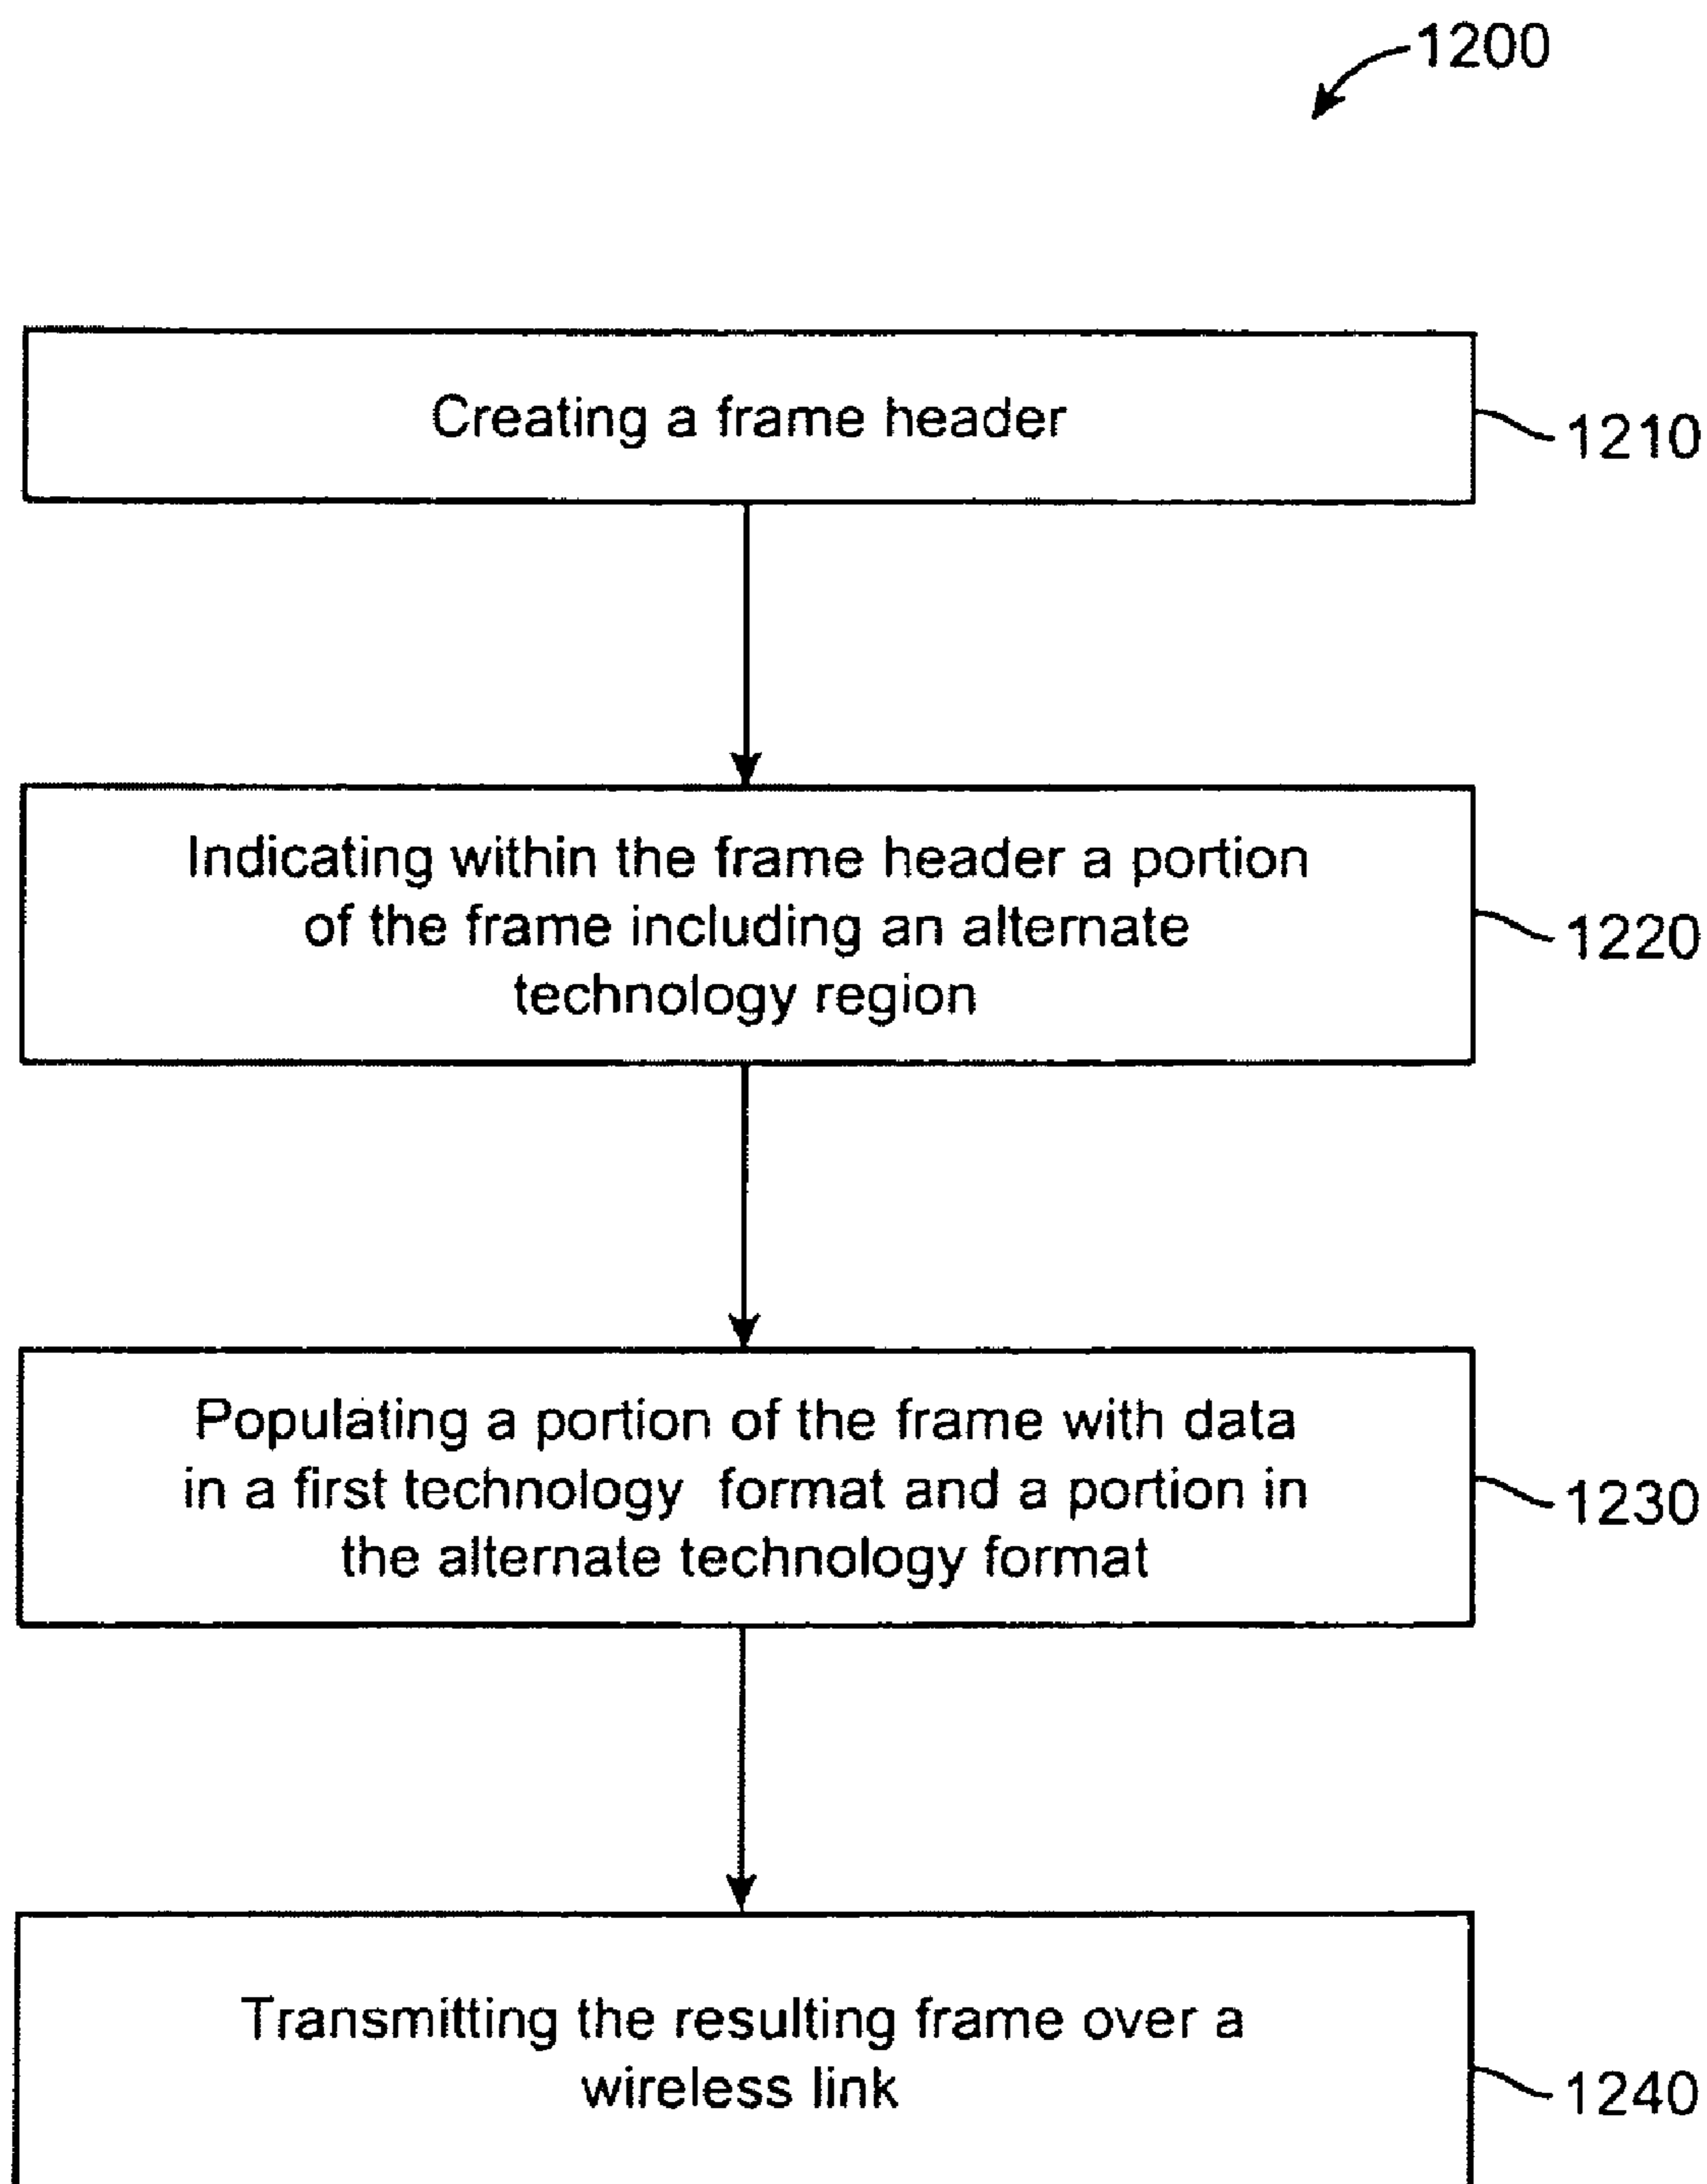 1200
Creating a frame header
1210
Indicating within the frame header a portion
of the frame including an alternate
technology region
1220
Populating a portion of the frame with data
in a first technology format and a portion in
the alternate technology format
1230
Transmitting the resulting frame over a
wireless link
1240